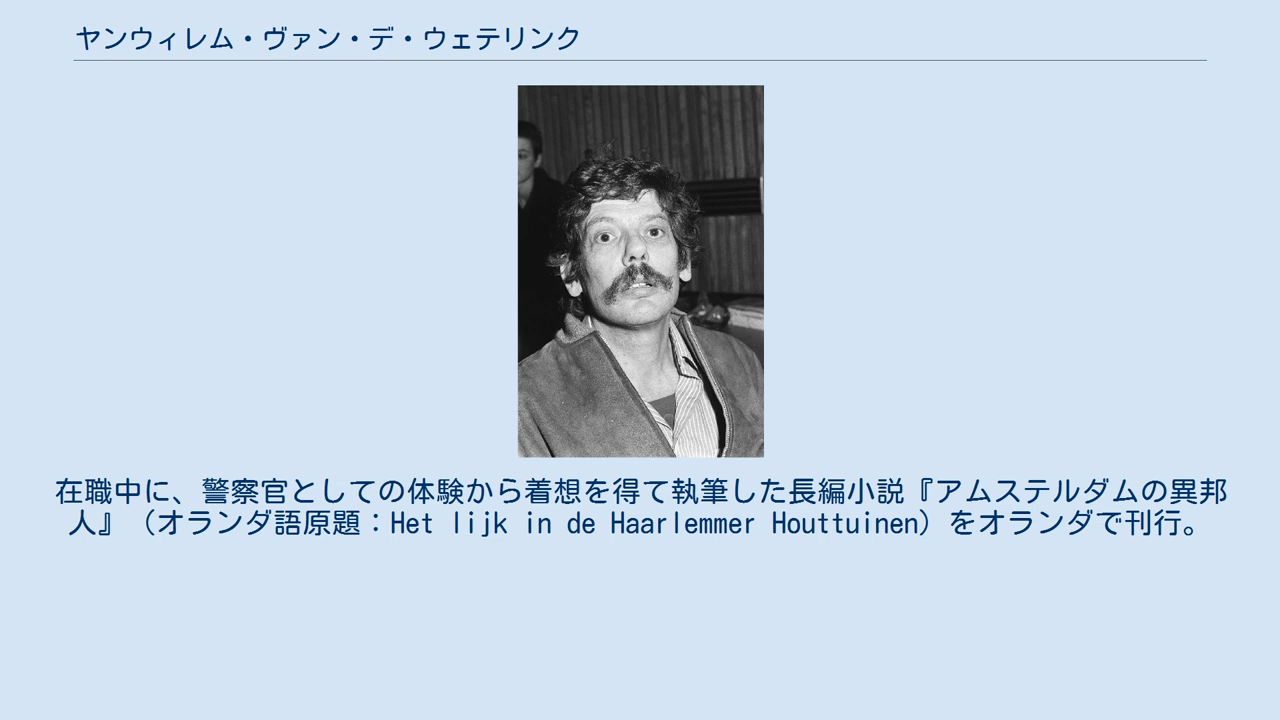 ヤンウィレム・ヴァン・デ・ウェテリンク
在職中に、警察官としての体験から着想を得て執筆した長編小説『アムステルダムの異邦
人』（オランダ語原題：Het lijk in de Haarlemmer Houttuinen）をオランダで刊行。